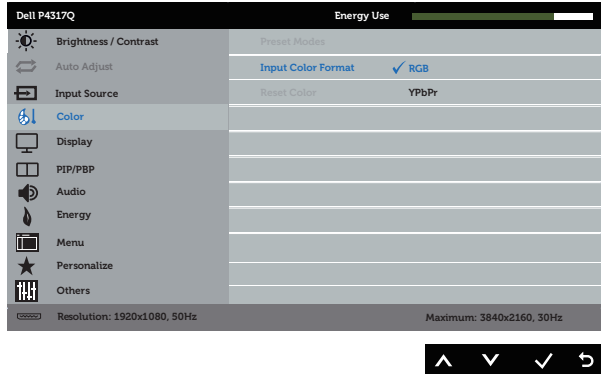 Dell P4317Q Energy Use
Brightness / Contrast Preset Modes
Auto Adjust Input Color Format RGB
Input Source Reset Color YPbPr
Color
Display
PIP/PBP
Audio
Energy
Menu
Personalize
Others
Resolution: 1920x1080, 50Hz Maximum: 3840x2160, 30Hz